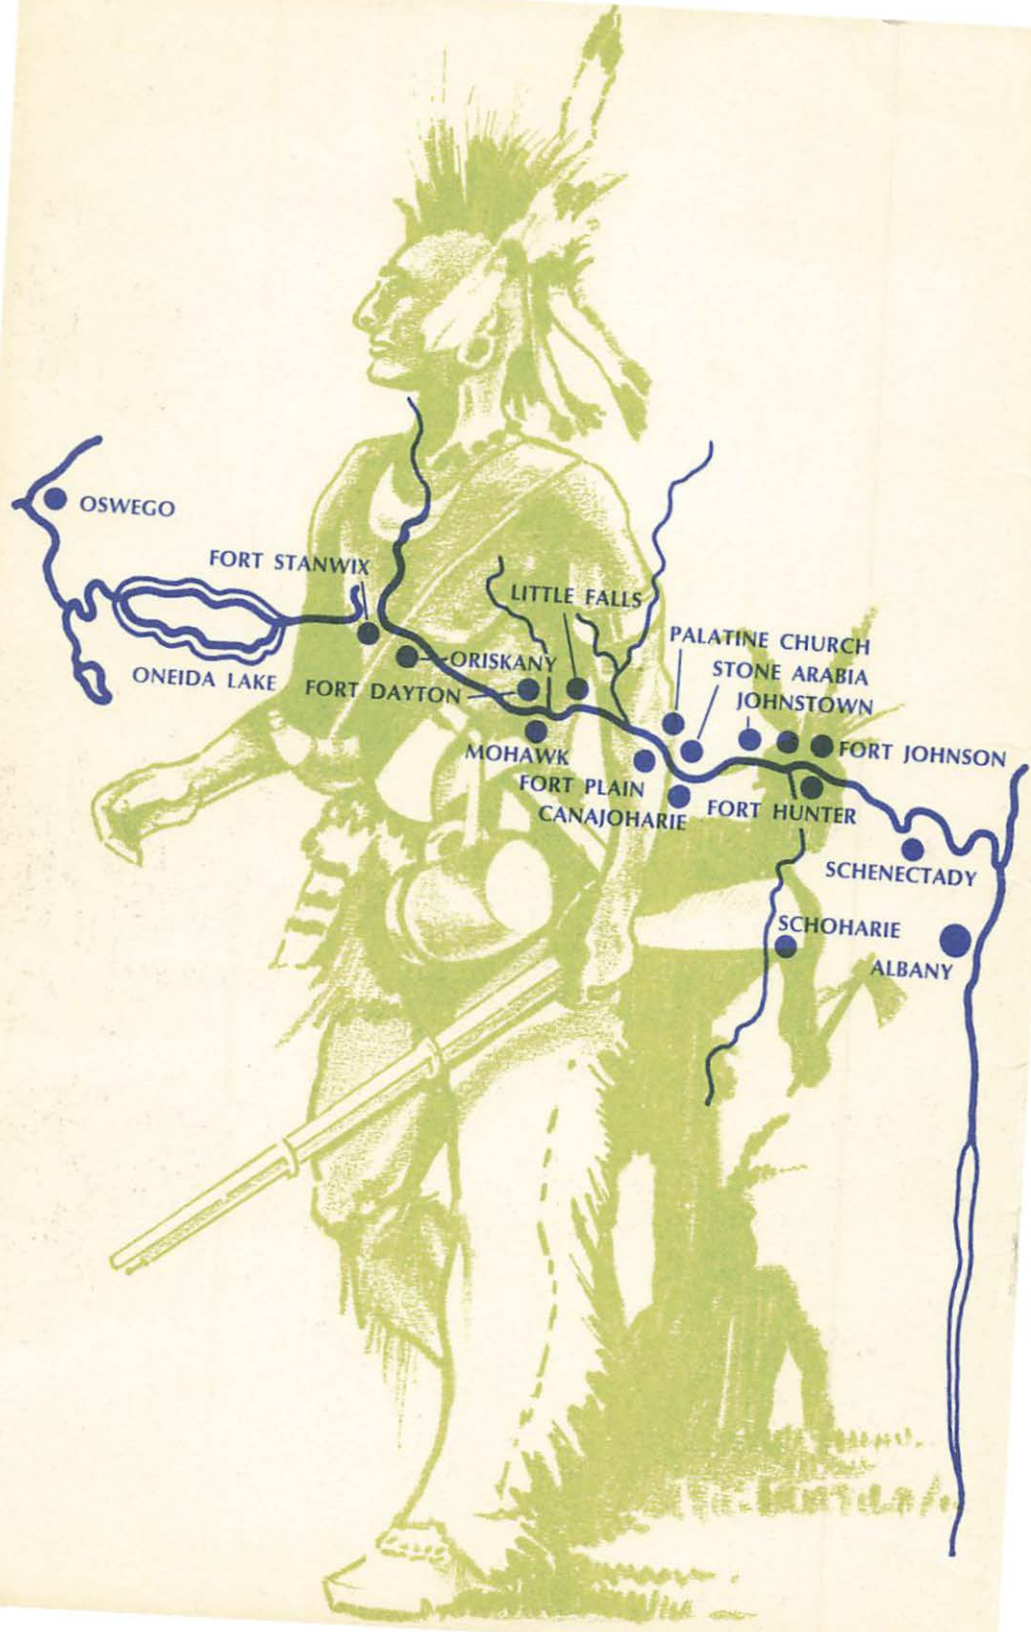 OSWEGO
FORT STANWIX
LITTLE FALLS
PALATINE CHURCH
ORISKANY
STONE ARABIA
ONEIDA LAKE
FORT DAYTON
JOHNSTOWN
MOHAWK
FORT JOHNSON
FORT PLAIN
CANAJOHARIE
FORT HUNTER
SCHENECTADY
SCHOHARIE
ALBANY